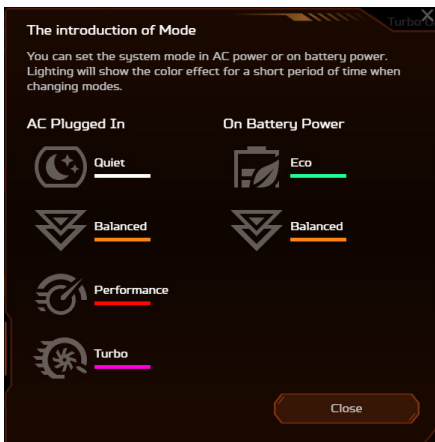 Turbo
The introduction of Mode
You can set the system mode in AC power or on battery power.
Lighting will show the color effect for a short period of time when
changing modes.
AC Plugged In
On Battery Power
Quiet
Eco
Balanced
Balanced
Performance
Turbo
Close